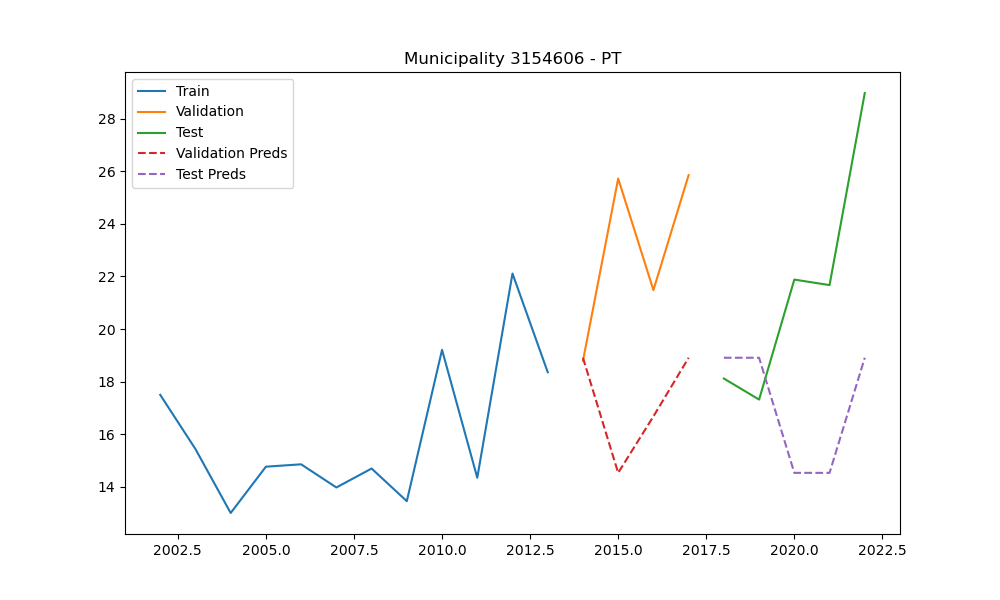 Municipality 3154606 - PT
Train
Validation
Test
Validation Preds
Test Preds
28
26
24
22
20
18
16
14
2002.5 2005.0 2007.5 2010.0 2012.5 2015.0 2017.5 2020.0 2022.5